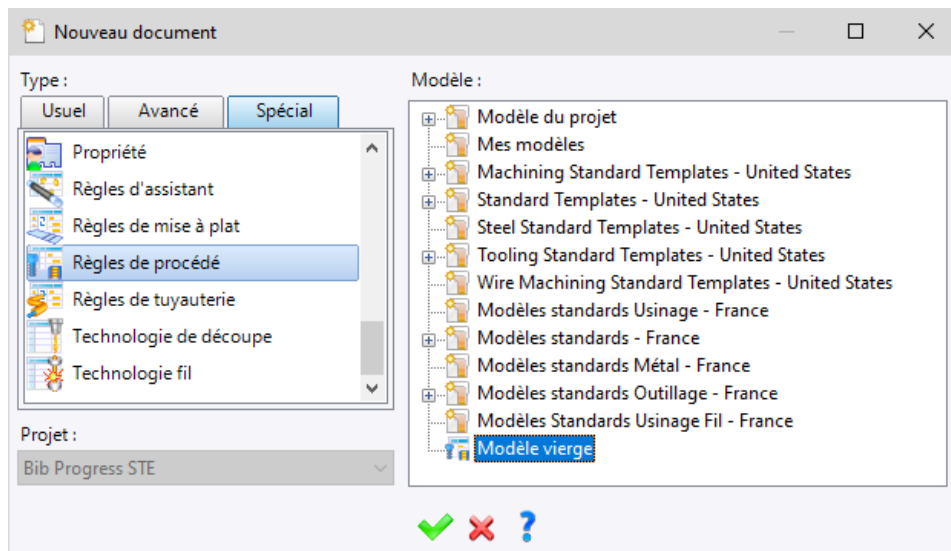 Nouveau document
Type :
Usuel Avancé Spécial
Propriété
Règles d'assistant
Règles de mise à plat
Règles de procédé
Règles de tuyauterie
Technologie de découpe
Technologie fil
Projet :
Bib Progress STE
Modèle :
Modèle du projet
Mes modèles
Machining Standard Templates - United States
Standard Templates - United States
Steel Standard Templates - United States
Tooling Standard Templates - United States
Wire Machining Standard Templates - United States
Modèles standards Usinage - France
Modèles standards - France
Modèles standards Métal - France
Modèles standards Outillage - France
Modèles Standards Usinage Fil - France
Modèle vierge